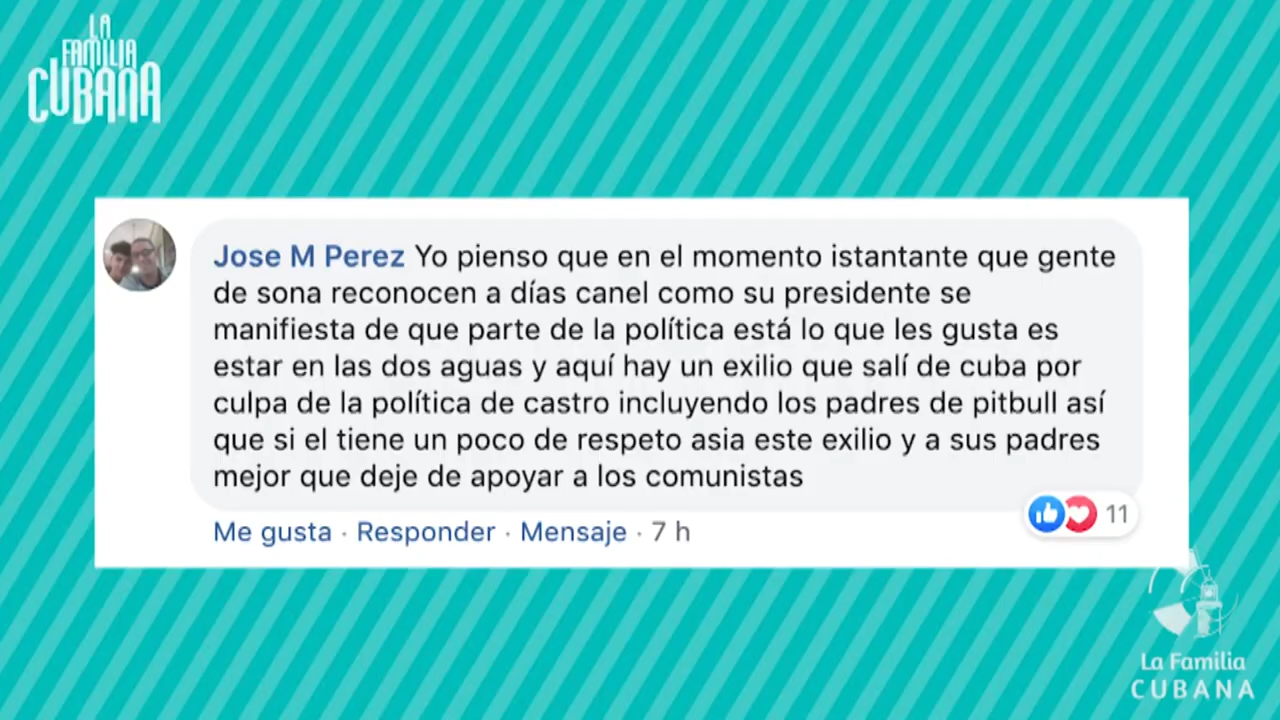 LA
FAMILIA
CUBANA
Jose M Perez Yo pienso que en el momento istantante que gente
de sona reconocen a días canel como su presidente se
manifiesta de que parte de la política está lo que les gusta es
estar en las dos aguas y aquí hay un exilio que salí de cuba por
culpa de la política de castro incluyendo los padres de pitbull así
que si el tiene un poco de respeto asia este exilio y a sus padres
mejor que deje de apoyar a los comunistas
11
Me gusta · Responder · Mensaje · 7 h
La Familia
CUBANA